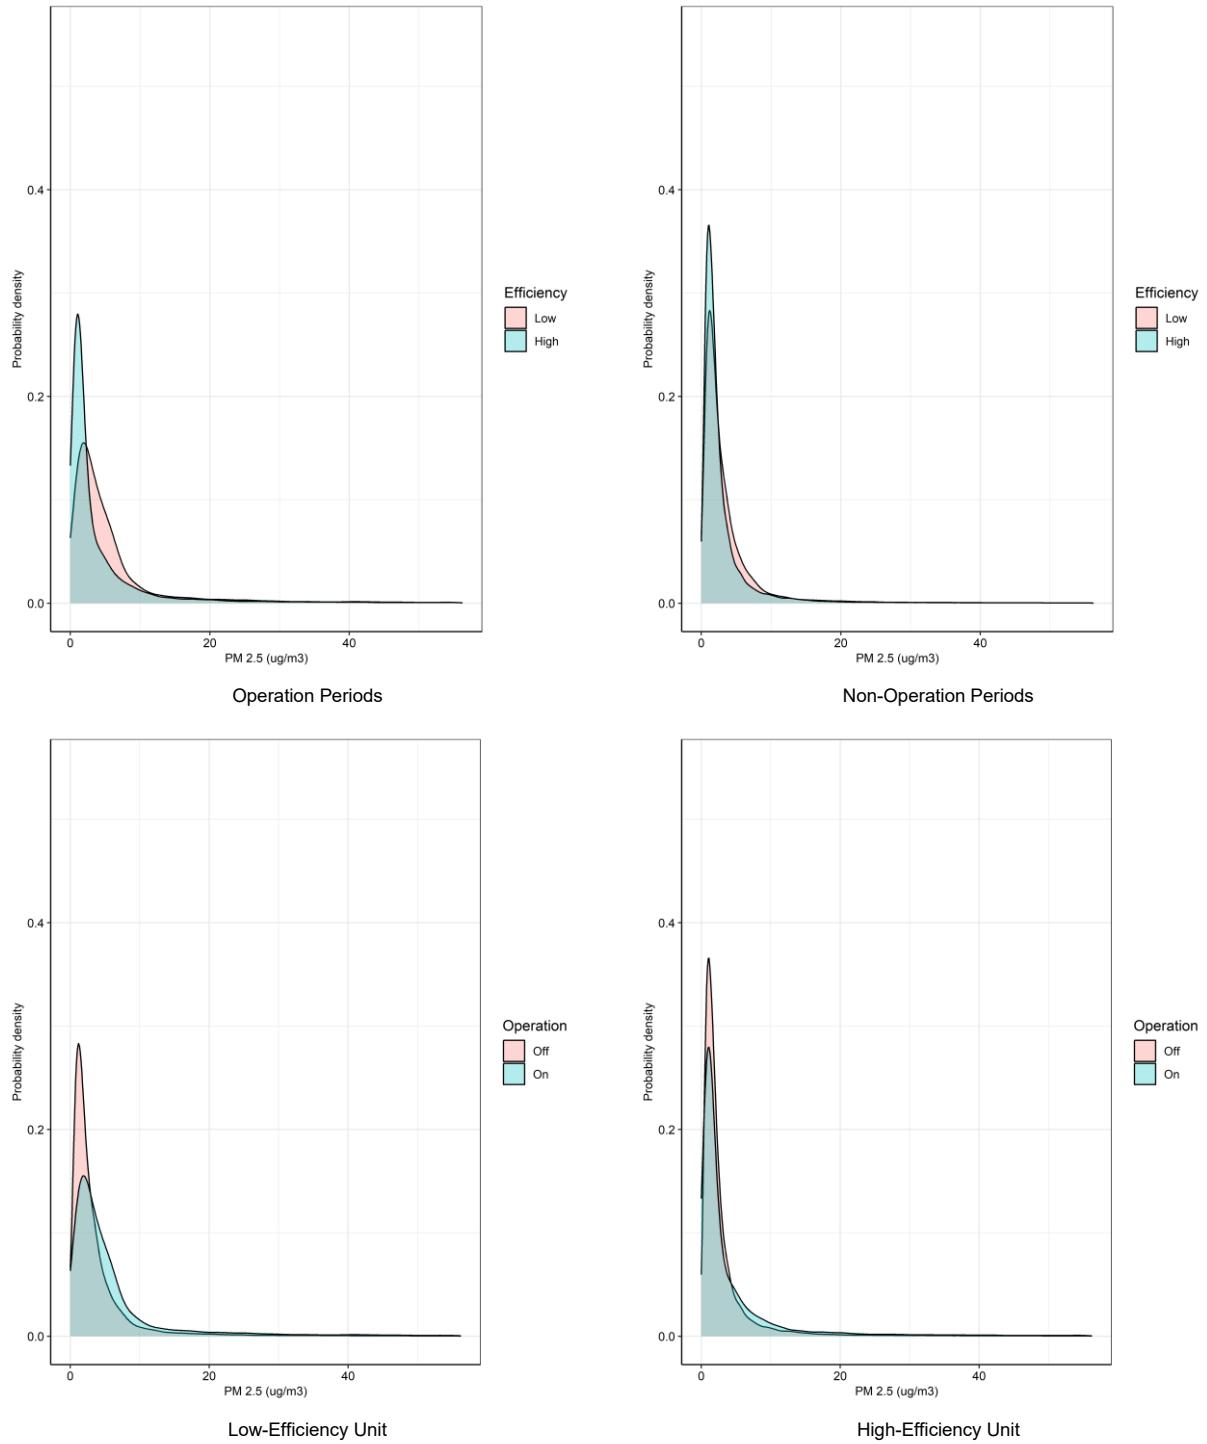 0.4
0.2
0.0
Probability density
0
20
40
PM 2.5 (ug/m3)
Efficiency
Low
High
Operation Periods
0.4
0.2
0.0
Probability density
0
20
40
PM 2.5 (ug/m3)
Efficiency
Low
High
Non-Operation Periods
0.4
0.2
0.0
Probability density
0
20
40
PM 2.5 (ug/m3)
Operation
Off
On
Low-Efficiency Unit
0.4
0.2
0.0
Probability density
0
20
40
PM 2.5 (ug/m3)
Operation
Off
On
High-Efficiency Unit